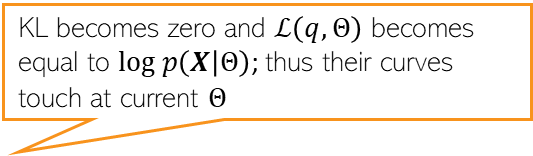 KL becomes zero and ℒ(q, Θ) becomes
equal to log p(X|Θ); thus their curves
touch at current Θ